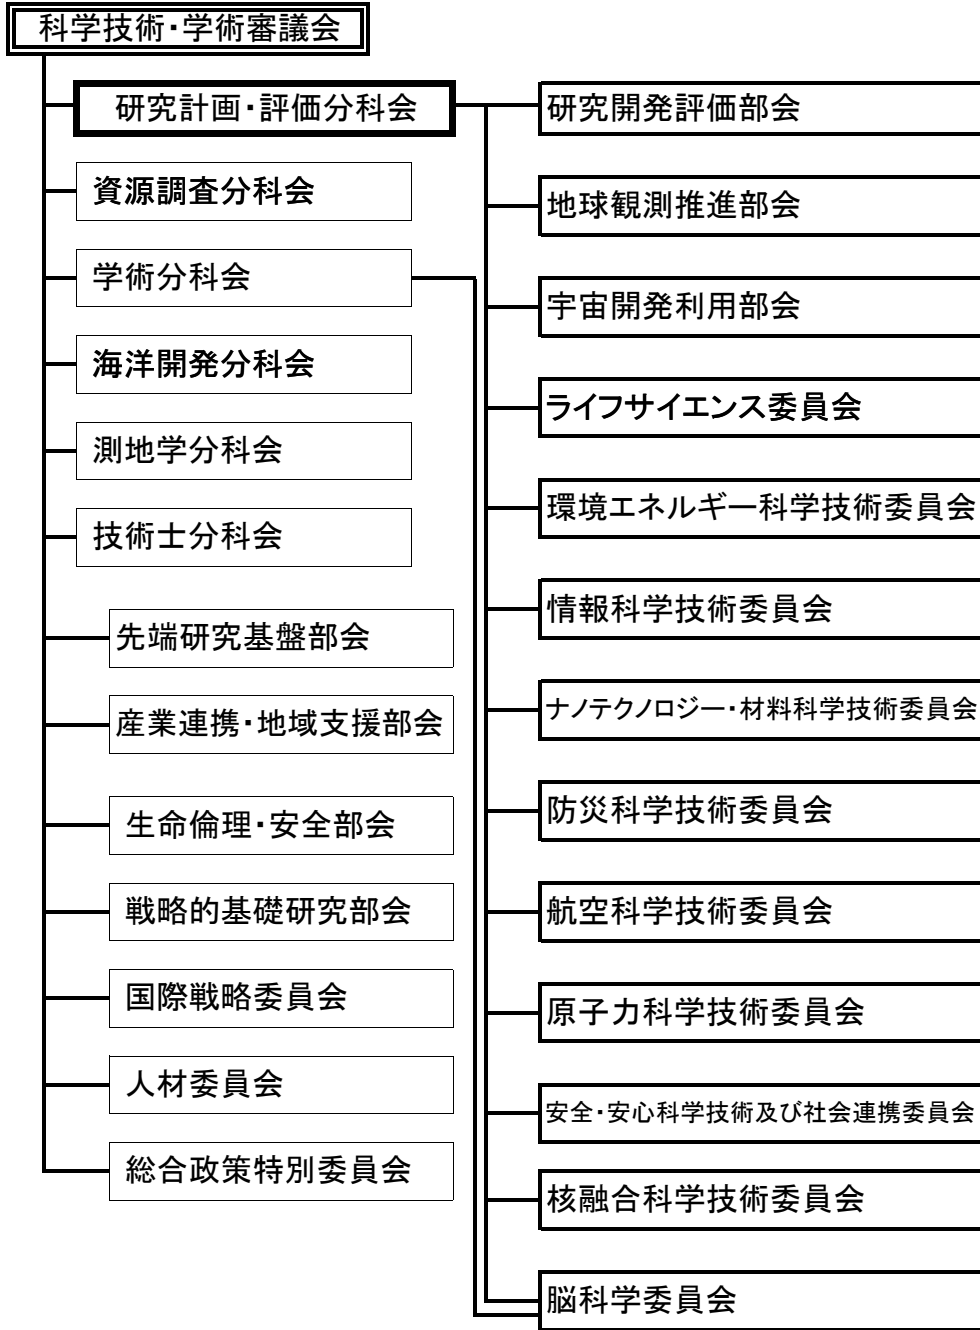 科学技術・学術審議会
研究計画・評価分科会
資源調査分科会
学術分科会
海洋開発分科会
測地学分科会
技術士分科会
先端研究基盤部会
産業連携・地域支援部会
生命倫理・安全部会
戦略的基礎研究部会
国際戦略委員会
人材委員会
総合政策特別委員会
研究開発評価部会
地球観測推進部会
宇宙開発利用部会
ライフサイエンス委員会
環境エネルギー科学技術委員会
情報科学技術委員会
ナノテクノロジー・材料科学技術委員会
防災科学技術委員会
航空科学技術委員会
原子力科学技術委員会
安全・安心科学技術及び社会連携委員会
核融合科学技術委員会
脳科学委員会